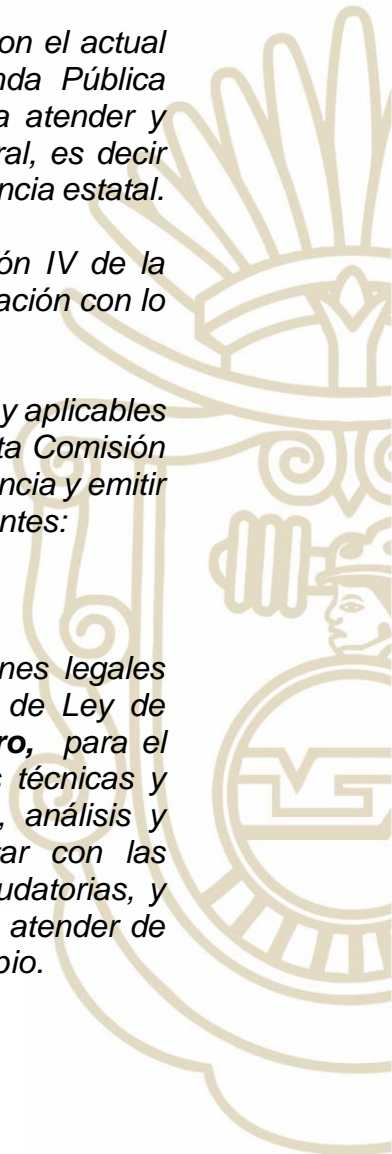 on el actual
nda Pública
a atender y
ral, es decir
ncia estatal.
ón IV de la
ación con lo
y aplicables
ta Comisión
ncia y emitir
ntes:
nes legales
de Ley de
ro, para el
s técnicas y
, análisis y
ar con las
udatorias, y
atender de
pio.